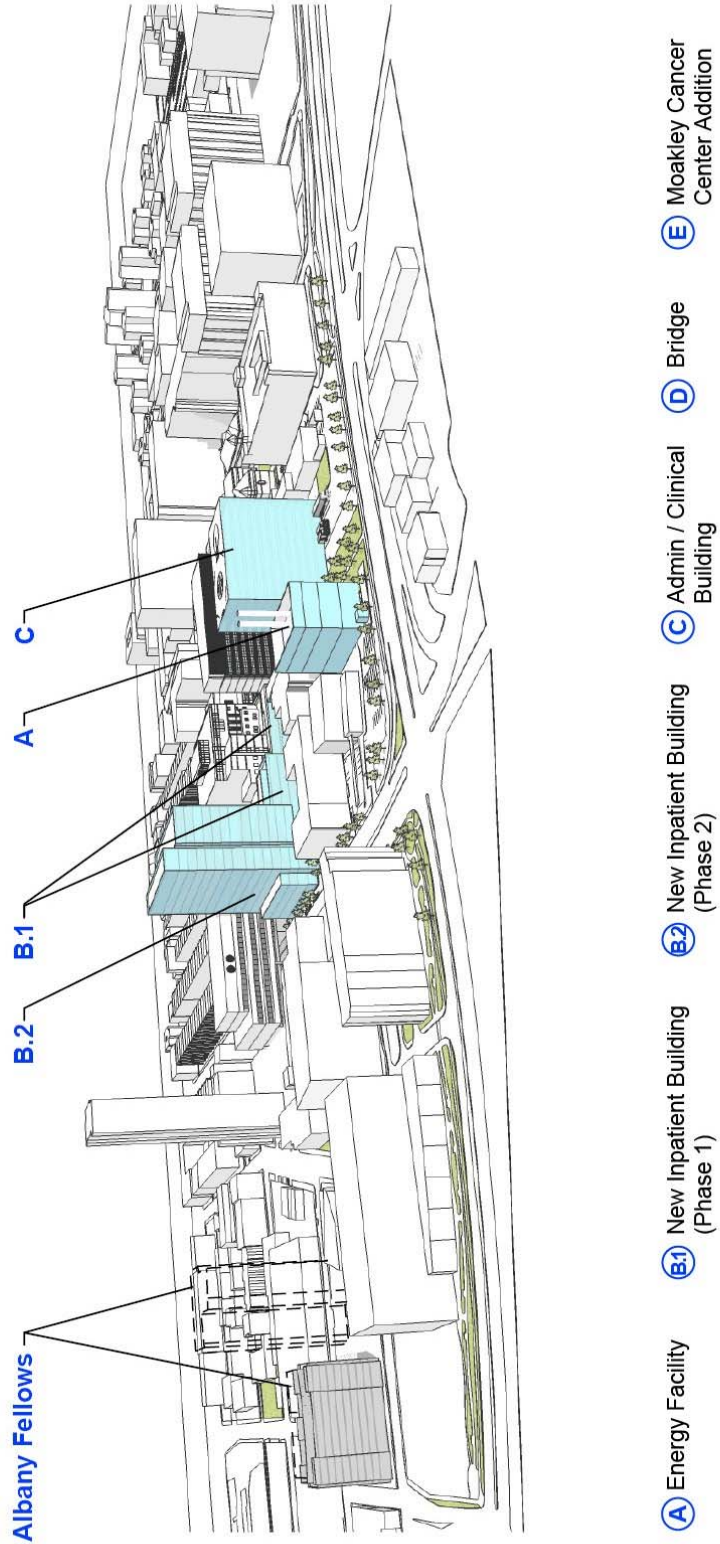 Albany Fellows
B.2
B.1
A
C
A Energy Facility
B.1 New Inpatient Building
(Phase 1)
B.2 New Inpatient Building
(Phase 2)
C Admin / Clinical
Building
D Bridge
E Moakley Cancer
Center Addition